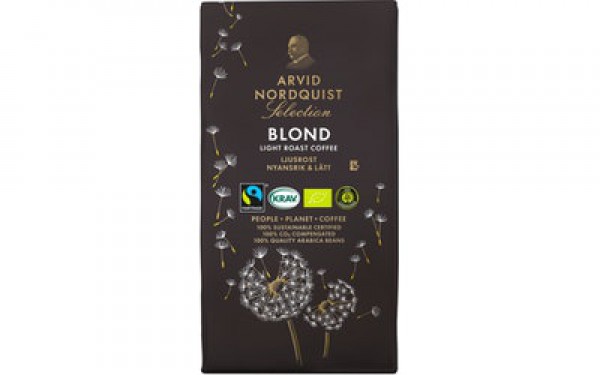 ARVID
NORDQUIST
Selection
BLOND
LIGHT ROAST COFFEE
LJUSROST
NYANSRIK & LÄTT
KRAV
PEOPLE • PLANET • COFFEE
100% SUSTAINABLE CERTIFIED
100% CO₂ COMPENSATED
100% QUALITY ARABICA BEANS